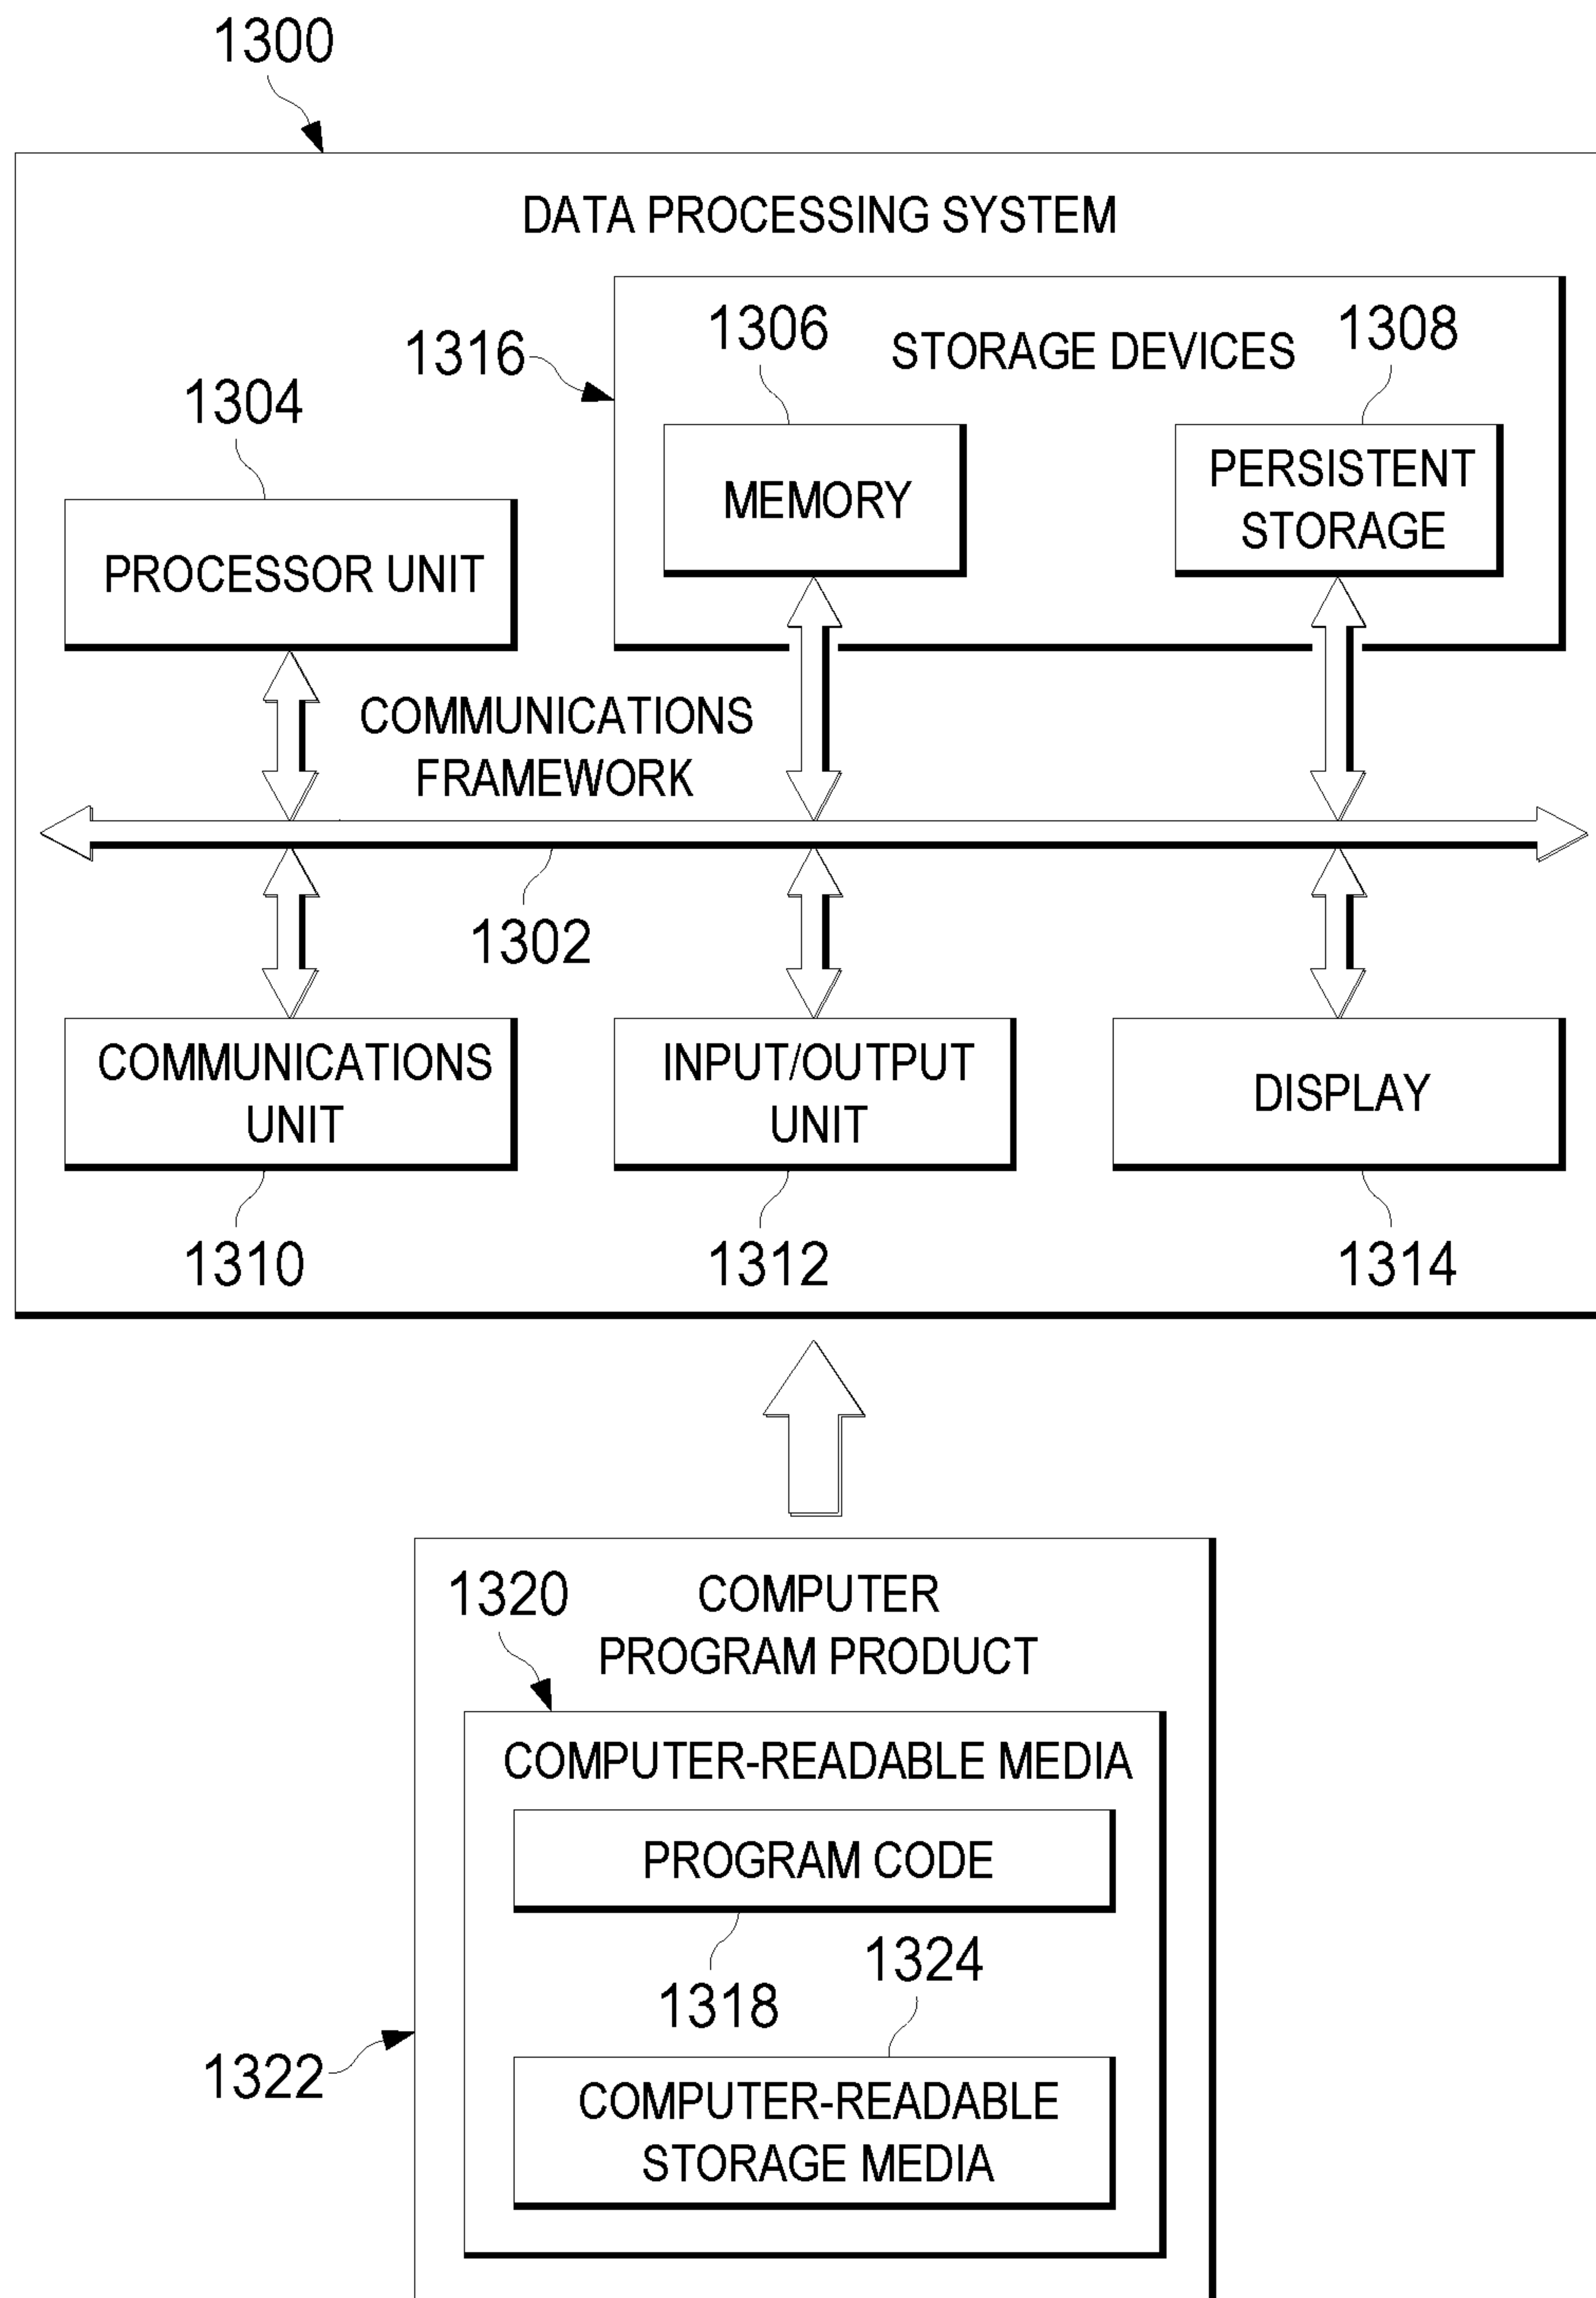 1300
DATA PROCESSING SYSTEM
1316
1306
STORAGE DEVICES
1308
1304
MEMORY
PERSISTENT
STORAGE
PROCESSOR UNIT
COMMUNICATIONS
FRAMEWORK
1302
COMMUNICATIONS
UNIT
INPUT/OUTPUT
UNIT
DISPLAY
1310
1312
1314
1320
COMPUTER
PROGRAM PRODUCT
COMPUTER-READABLE MEDIA
PROGRAM CODE
1318
1324
1322
COMPUTER-READABLE
STORAGE MEDIA